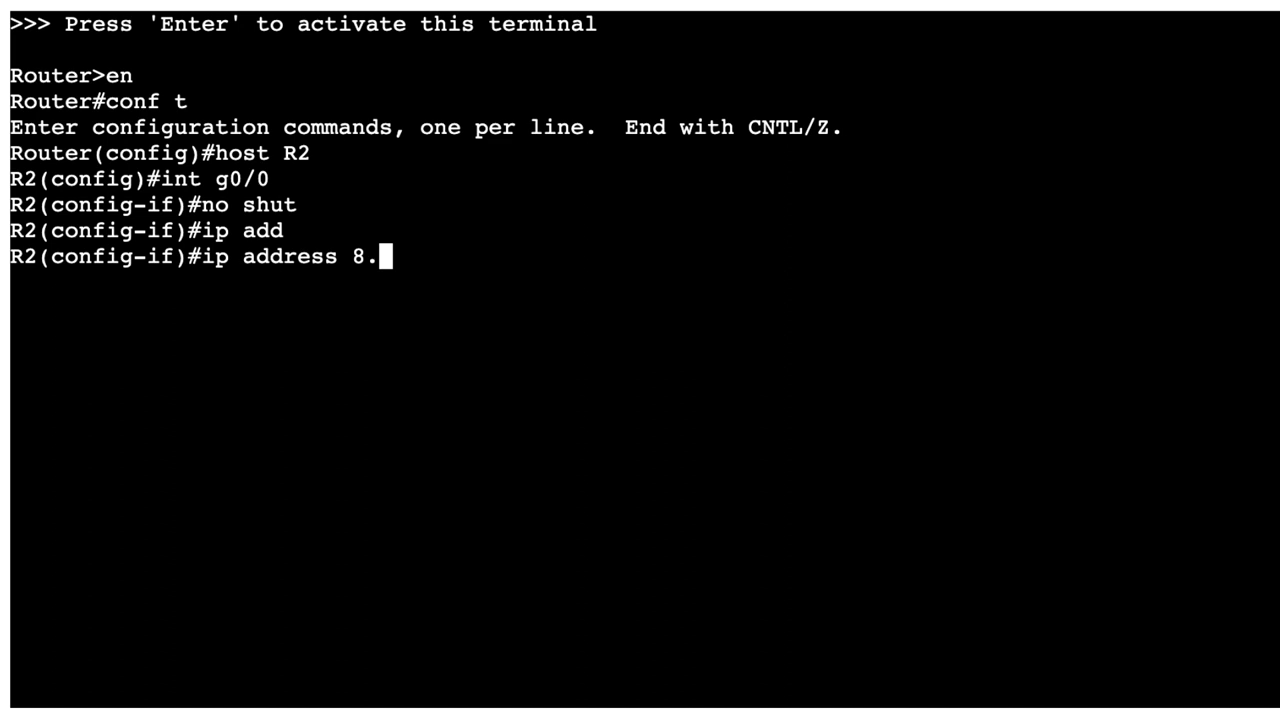 >>> Press 'Enter' to activate this terminal
Router>en
Router#conf t
Enter configuration commands, one per line.  End with CNTL/Z.
Router(config)#host R2
R2(config)#int g0/0
R2(config-if)#no shut
R2(config-if)#ip add
R2(config-if)#ip address 8.